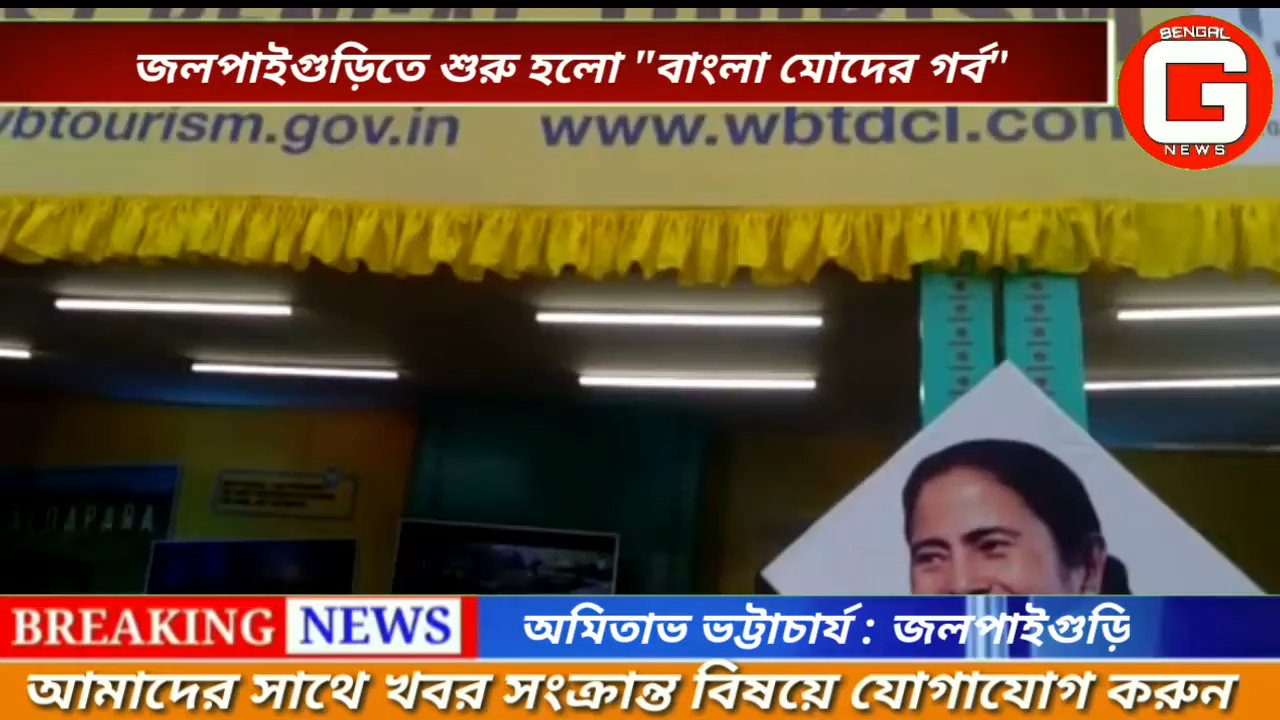 জলপাইগুড়িতে শুরু হলো "বাংলা মোদের গর্ব"
BENGAL
G
NEWS
wbtourism.gov.in www.wbtdcl.com
BREAKING NEWS
অমিতাভ ভট্টাচার্য : জলপাইগুড়ি
আমাদের সাথে খবর সংক্রান্ত বিষয়ে যোগাযোগ করুন